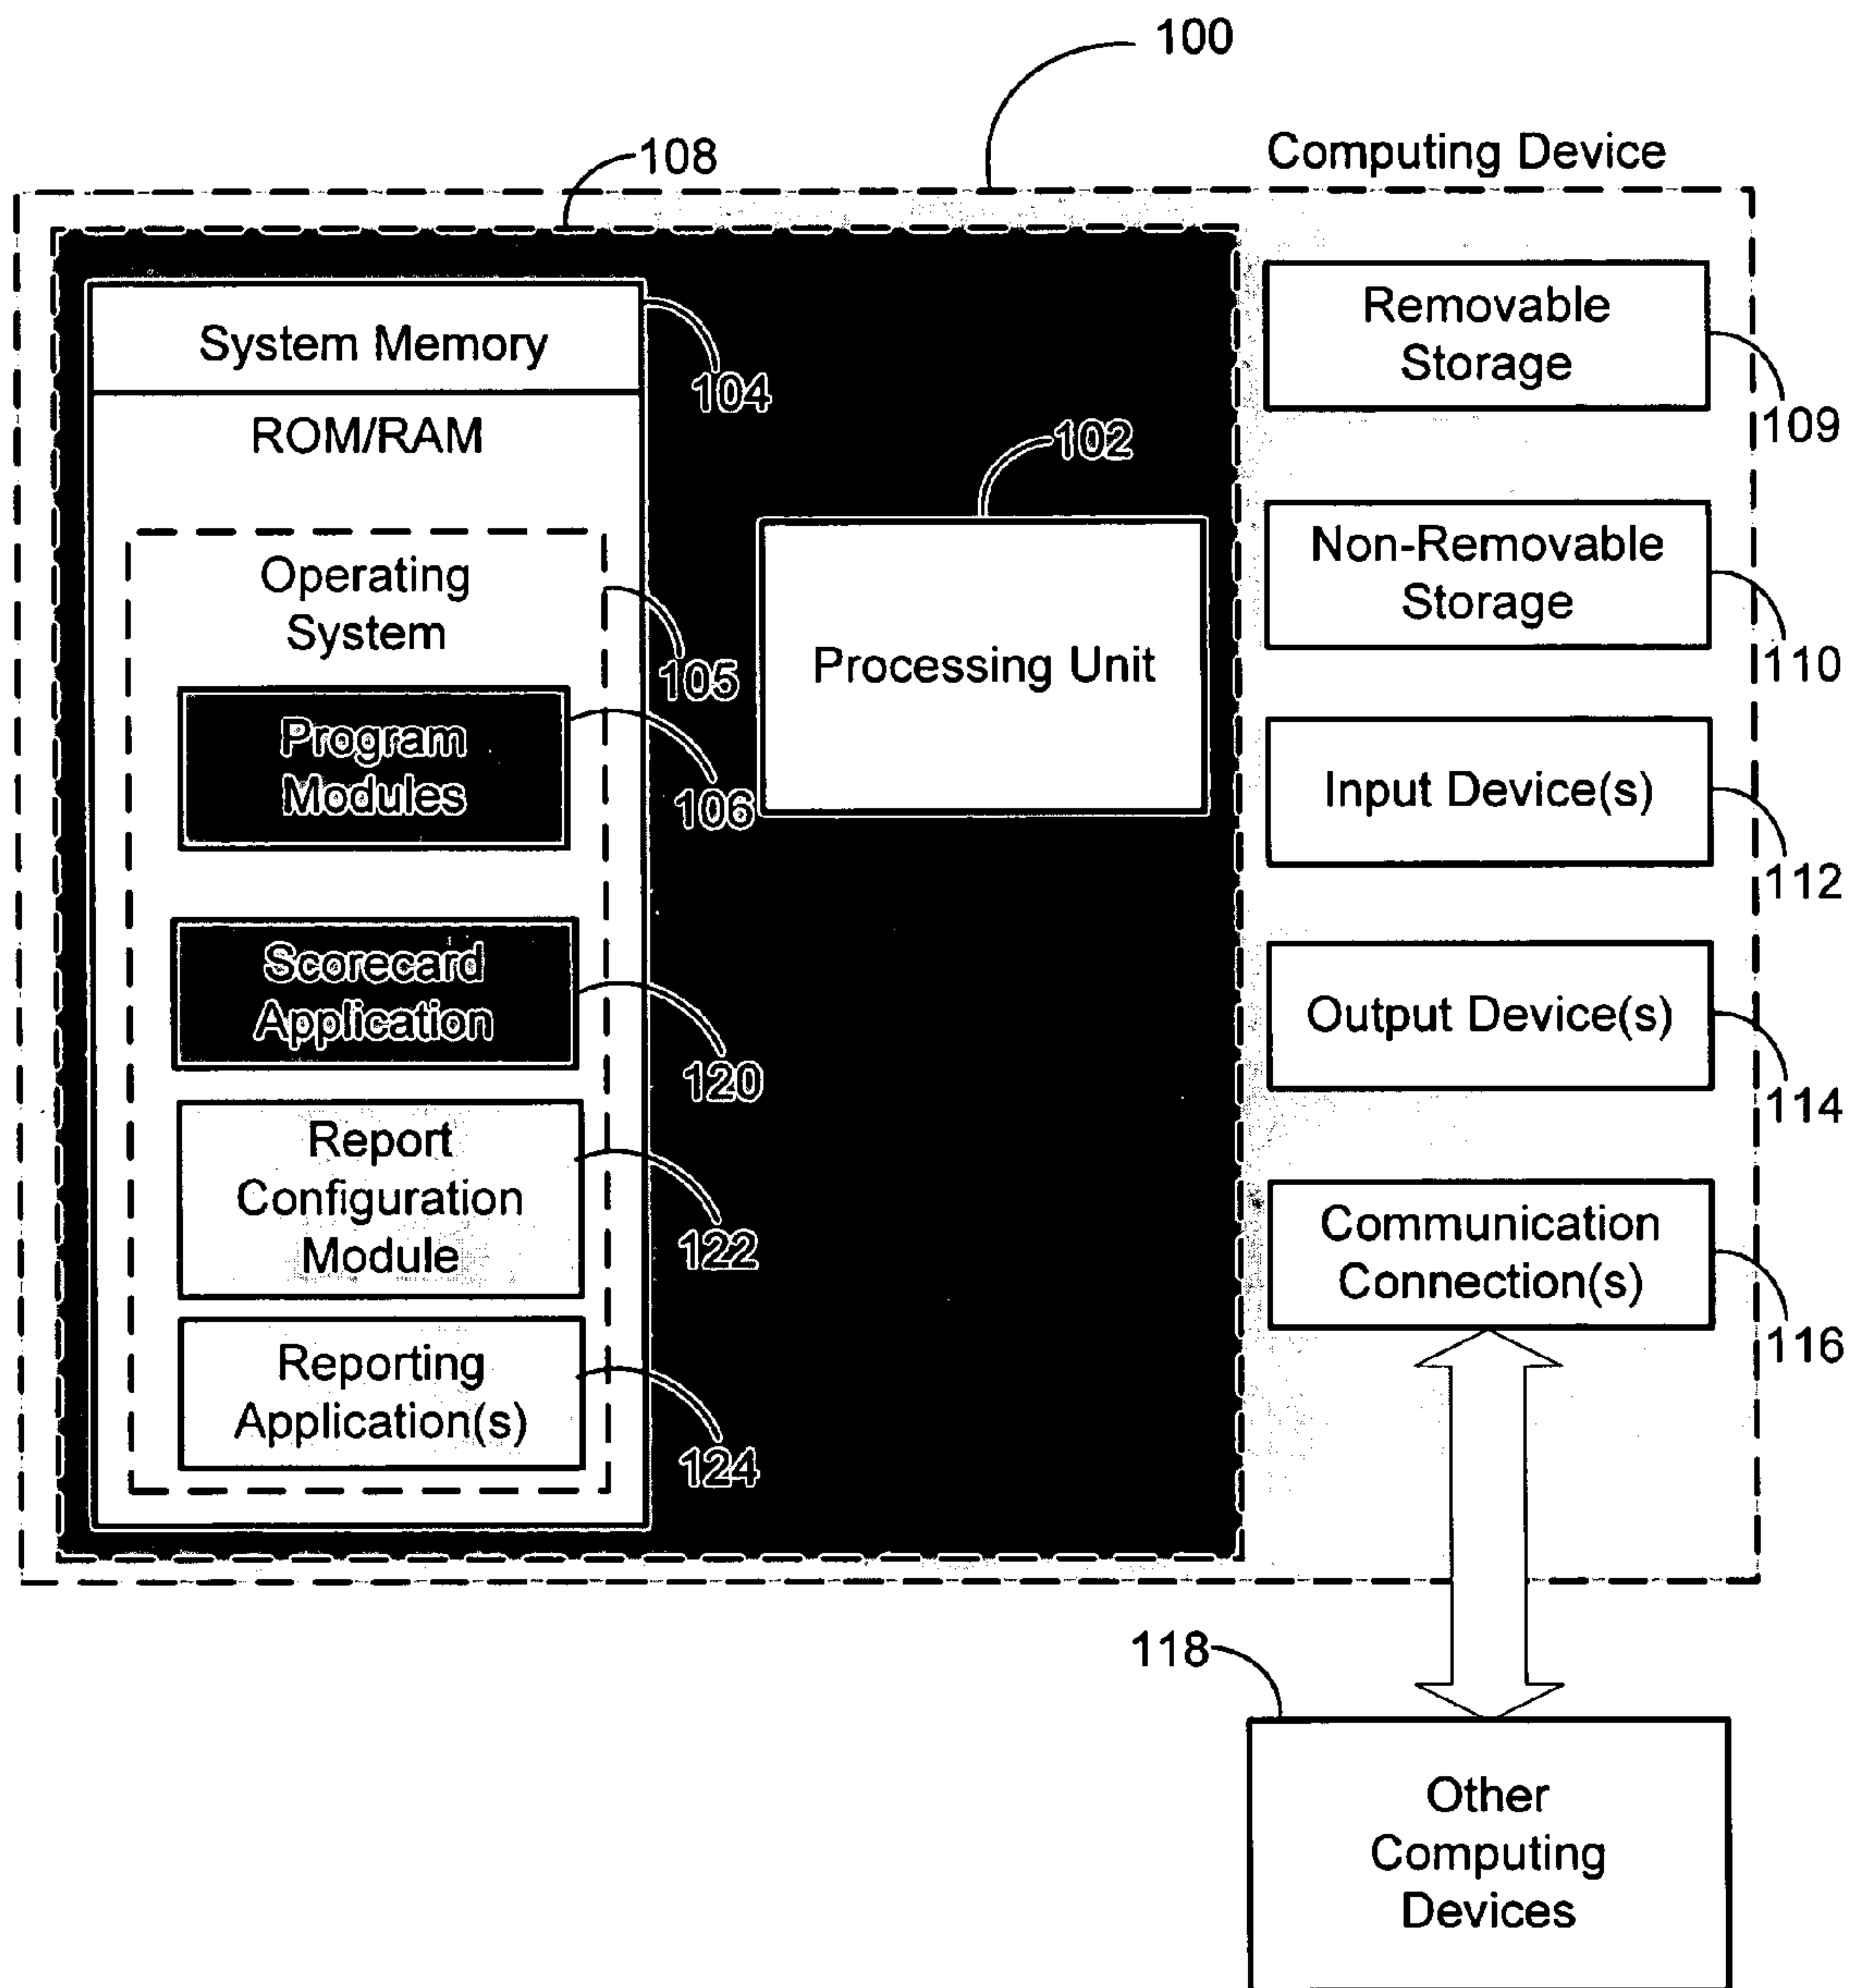 100
108
Computing Device
System Memory
104
ROM/RAM
Operating
System
105
Program
Modules
106
Scorecard
Application
120
Report
Configuration
Module
122
Reporting
Application(s)
124
102
Processing Unit
Removable
Storage
109
Non-Removable
Storage
110
Input Device(s)
112
Output Device(s)
114
Communication
Connection(s)
116
118
Other
Computing
Devices